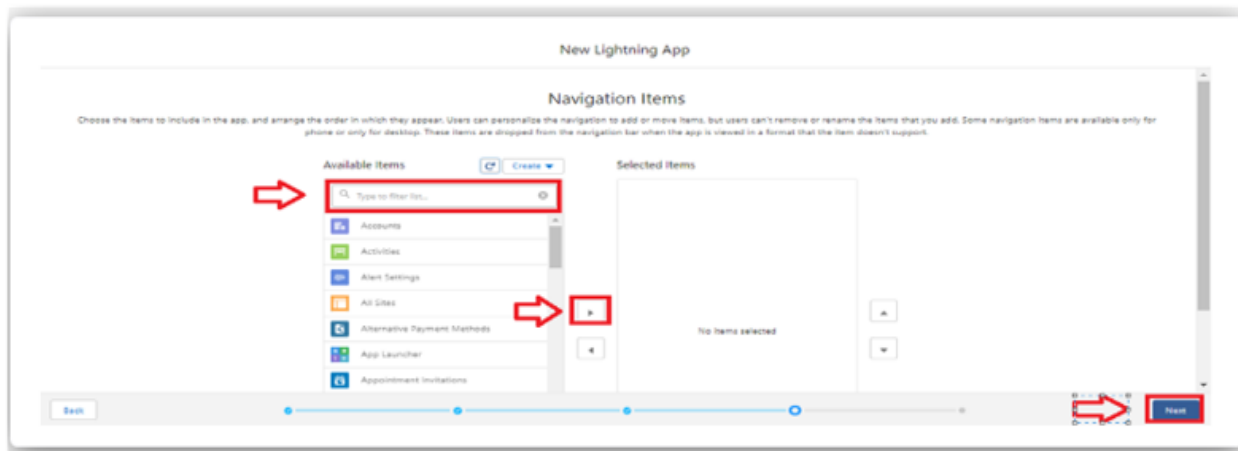 New Lightning App
Navigation Items
Choose the items to include in the app, and arrange the order in which they appear. Users can personalize the navigation to add or move items, but users can't remove or rename the items that you add. Some navigation items are available only for
phone or only for desktop. These items are dropped from the navigation bar when the app is viewed in a format that the item doesn't support.
Available Items
Create
Selected Items
Type to filter list...
Accounts
Activities
Alert Settings
All Sites
Alternative Payment Methods
App Launcher
Appointment Invitations
No items selected
Back
Next